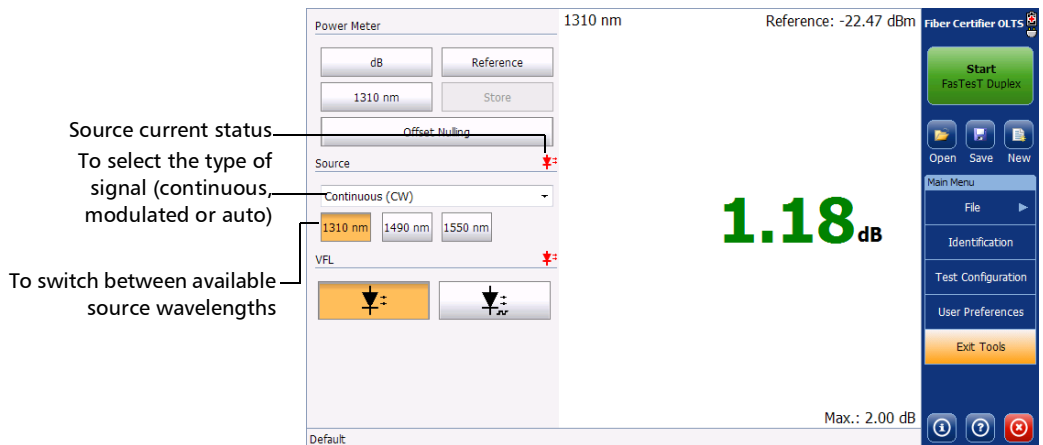 Source current status
To select the type of
signal (continuous,
modulated or auto)
To switch between available
source wavelengths
Power Meter
dB
Reference
1310 nm
Store
Offset Nulling
Source
Continuous (CW)
1310 nm
1490 nm
1550 nm
VFL
Default
1310 nm
Reference: -22.47 dBm
1.18 dB
Max.: 2.00 dB
Fiber Certifier OLTS
Start
FasTesT Duplex
Open
Save
New
Main Menu
File
Identification
Test Configuration
User Preferences
Exit Tools